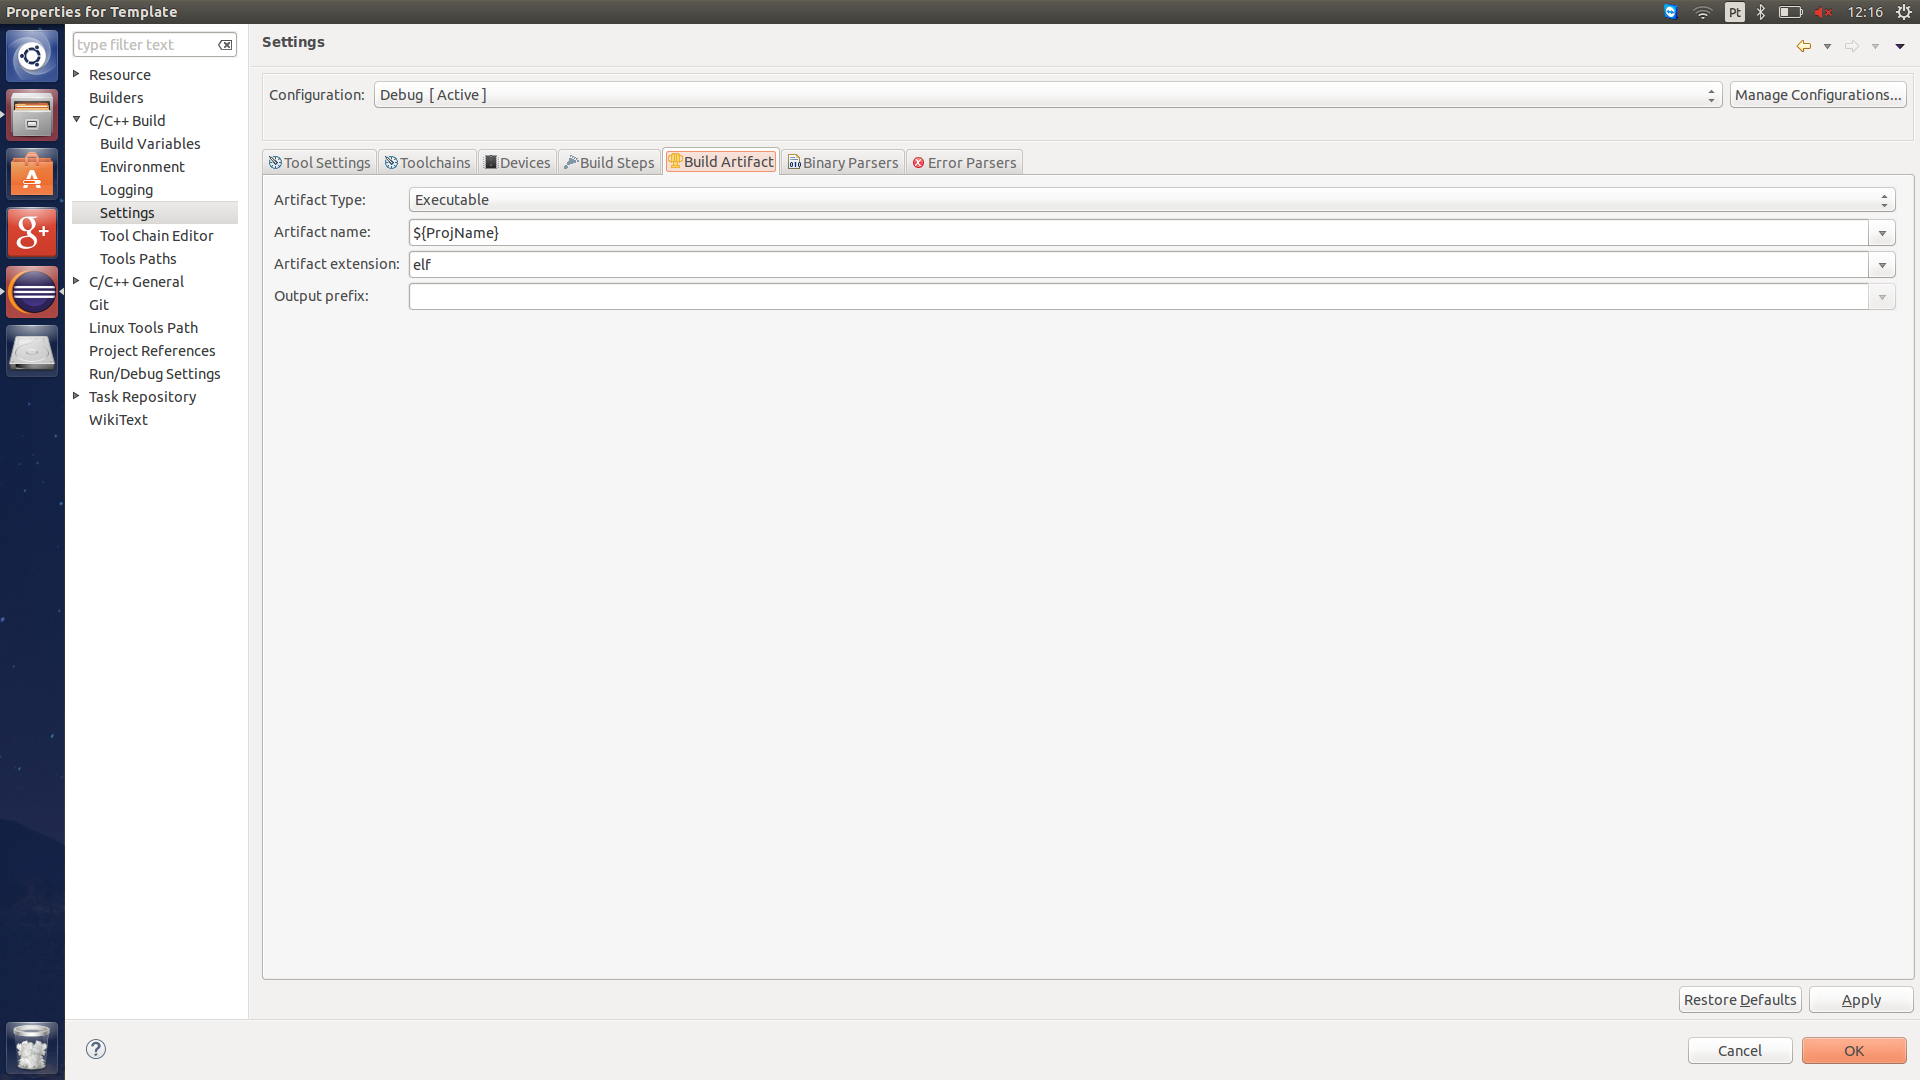 Properties for Template
Pt
12:16
type filter text
Resource
Builders
C/C++ Build
Build Variables
Environment
Logging
Settings
Tool Chain Editor
Tools Paths
C/C++ General
Git
Linux Tools Path
Project References
Run/Debug Settings
Task Repository
WikiText
Settings
Configuration: Debug [ Active ] Manage Configurations...
Tool Settings Toolchains Devices Build Steps Build Artifact Binary Parsers Error Parsers
Artifact Type: Executable
Artifact name: ${ProjName}
Artifact extension: elf
Output prefix:
Restore Defaults Apply
Cancel OK
A
g+
?